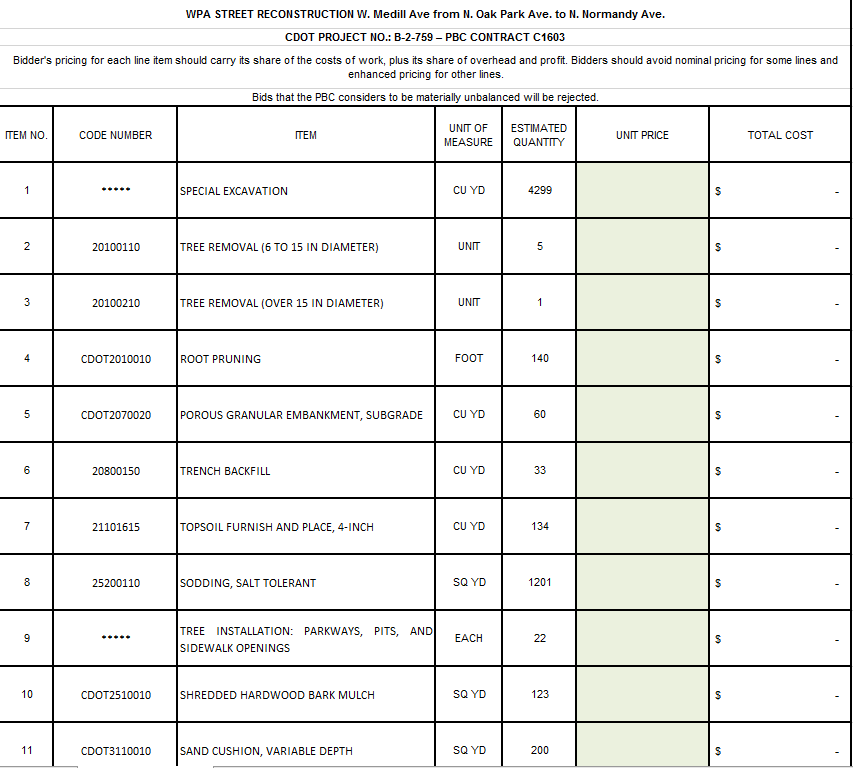 WPA STREET RECONSTRUCTION W. Medill Ave from N. Oak Park Ave. to N. Normandy Ave.
CDOT PROJECT NO.: B-2-759 – PBC CONTRACT C1603
Bidder's pricing for each line item should carry its share of the costs of work, plus its share of overhead and profit. Bidders should avoid nominal pricing for some lines and
enhanced pricing for other lines.
Bids that the PBC considers to be materially unbalanced will be rejected.
ITEM NO. CODE NUMBER ITEM UNIT OF MEASURE ESTIMATED QUANTITY UNIT PRICE TOTAL COST
1 ***** SPECIAL EXCAVATION CU YD 4299 $ -
2 20100110 TREE REMOVAL (6 TO 15 IN DIAMETER) UNIT 5 $ -
3 20100210 TREE REMOVAL (OVER 15 IN DIAMETER) UNIT 1 $ -
4 CDOT2010010 ROOT PRUNING FOOT 140 $ -
5 CDOT2070020 POROUS GRANULAR EMBANKMENT, SUBGRADE CU YD 60 $ -
6 20800150 TRENCH BACKFILL CU YD 33 $ -
7 21101615 TOPSOIL FURNISH AND PLACE, 4-INCH CU YD 134 $ -
8 25200110 SODDING, SALT TOLERANT SQ YD 1201 $ -
9 ***** TREE INSTALLATION: PARKWAYS, PITS, AND SIDEWALK OPENINGS EACH 22 $ -
10 CDOT2510010 SHREDDED HARDWOOD BARK MULCH SQ YD 123 $ -
11 CDOT3110010 SAND CUSHION, VARIABLE DEPTH SQ YD 200 $ -